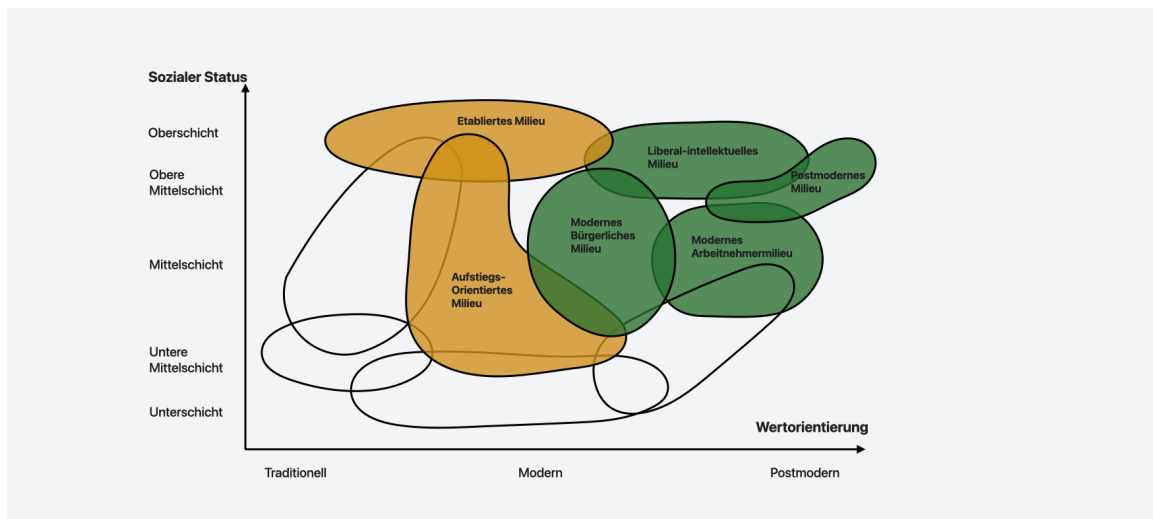 Sozialer Status
Oberschicht
Obere
Mittelschicht
Mittelschicht
Untere
Mittelschicht
Unterschicht
Etabliertes Milieu
Liberal-intellektuelles
Milieu
Postmodernes
Milieu
Modernes
Bürgerliches
Milieu
Modernes
Arbeitnehmermilieu
Aufstiegs-
Orientiertes
Milieu
Wertorientierung
Traditionell
Modern
Postmodern